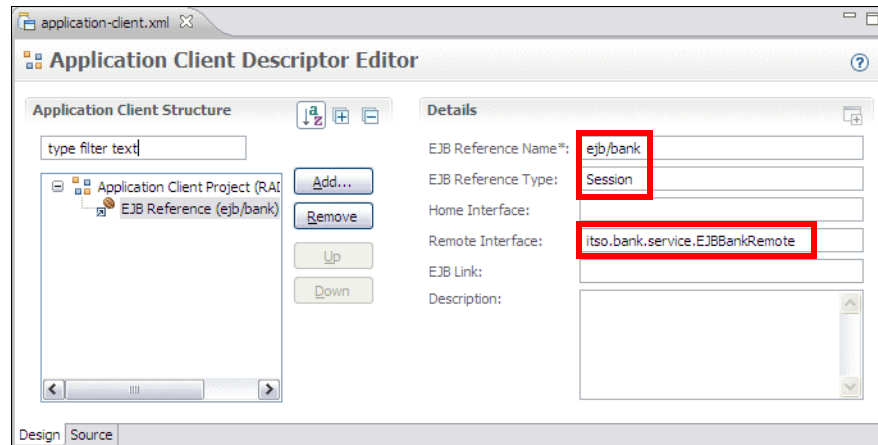 application-client.xml
Application Client Descriptor Editor
Application Client Structure
type filter text
Application Client Project (RAD
EJB Reference (ejb/bank)
Add...
Remove
Up
Down
Details
EJB Reference Name*: ejb/bank
EJB Reference Type: Session
Home Interface:
Remote Interface: itso.bank.service.EJBBankRemote
EJB Link:
Description:
Design Source